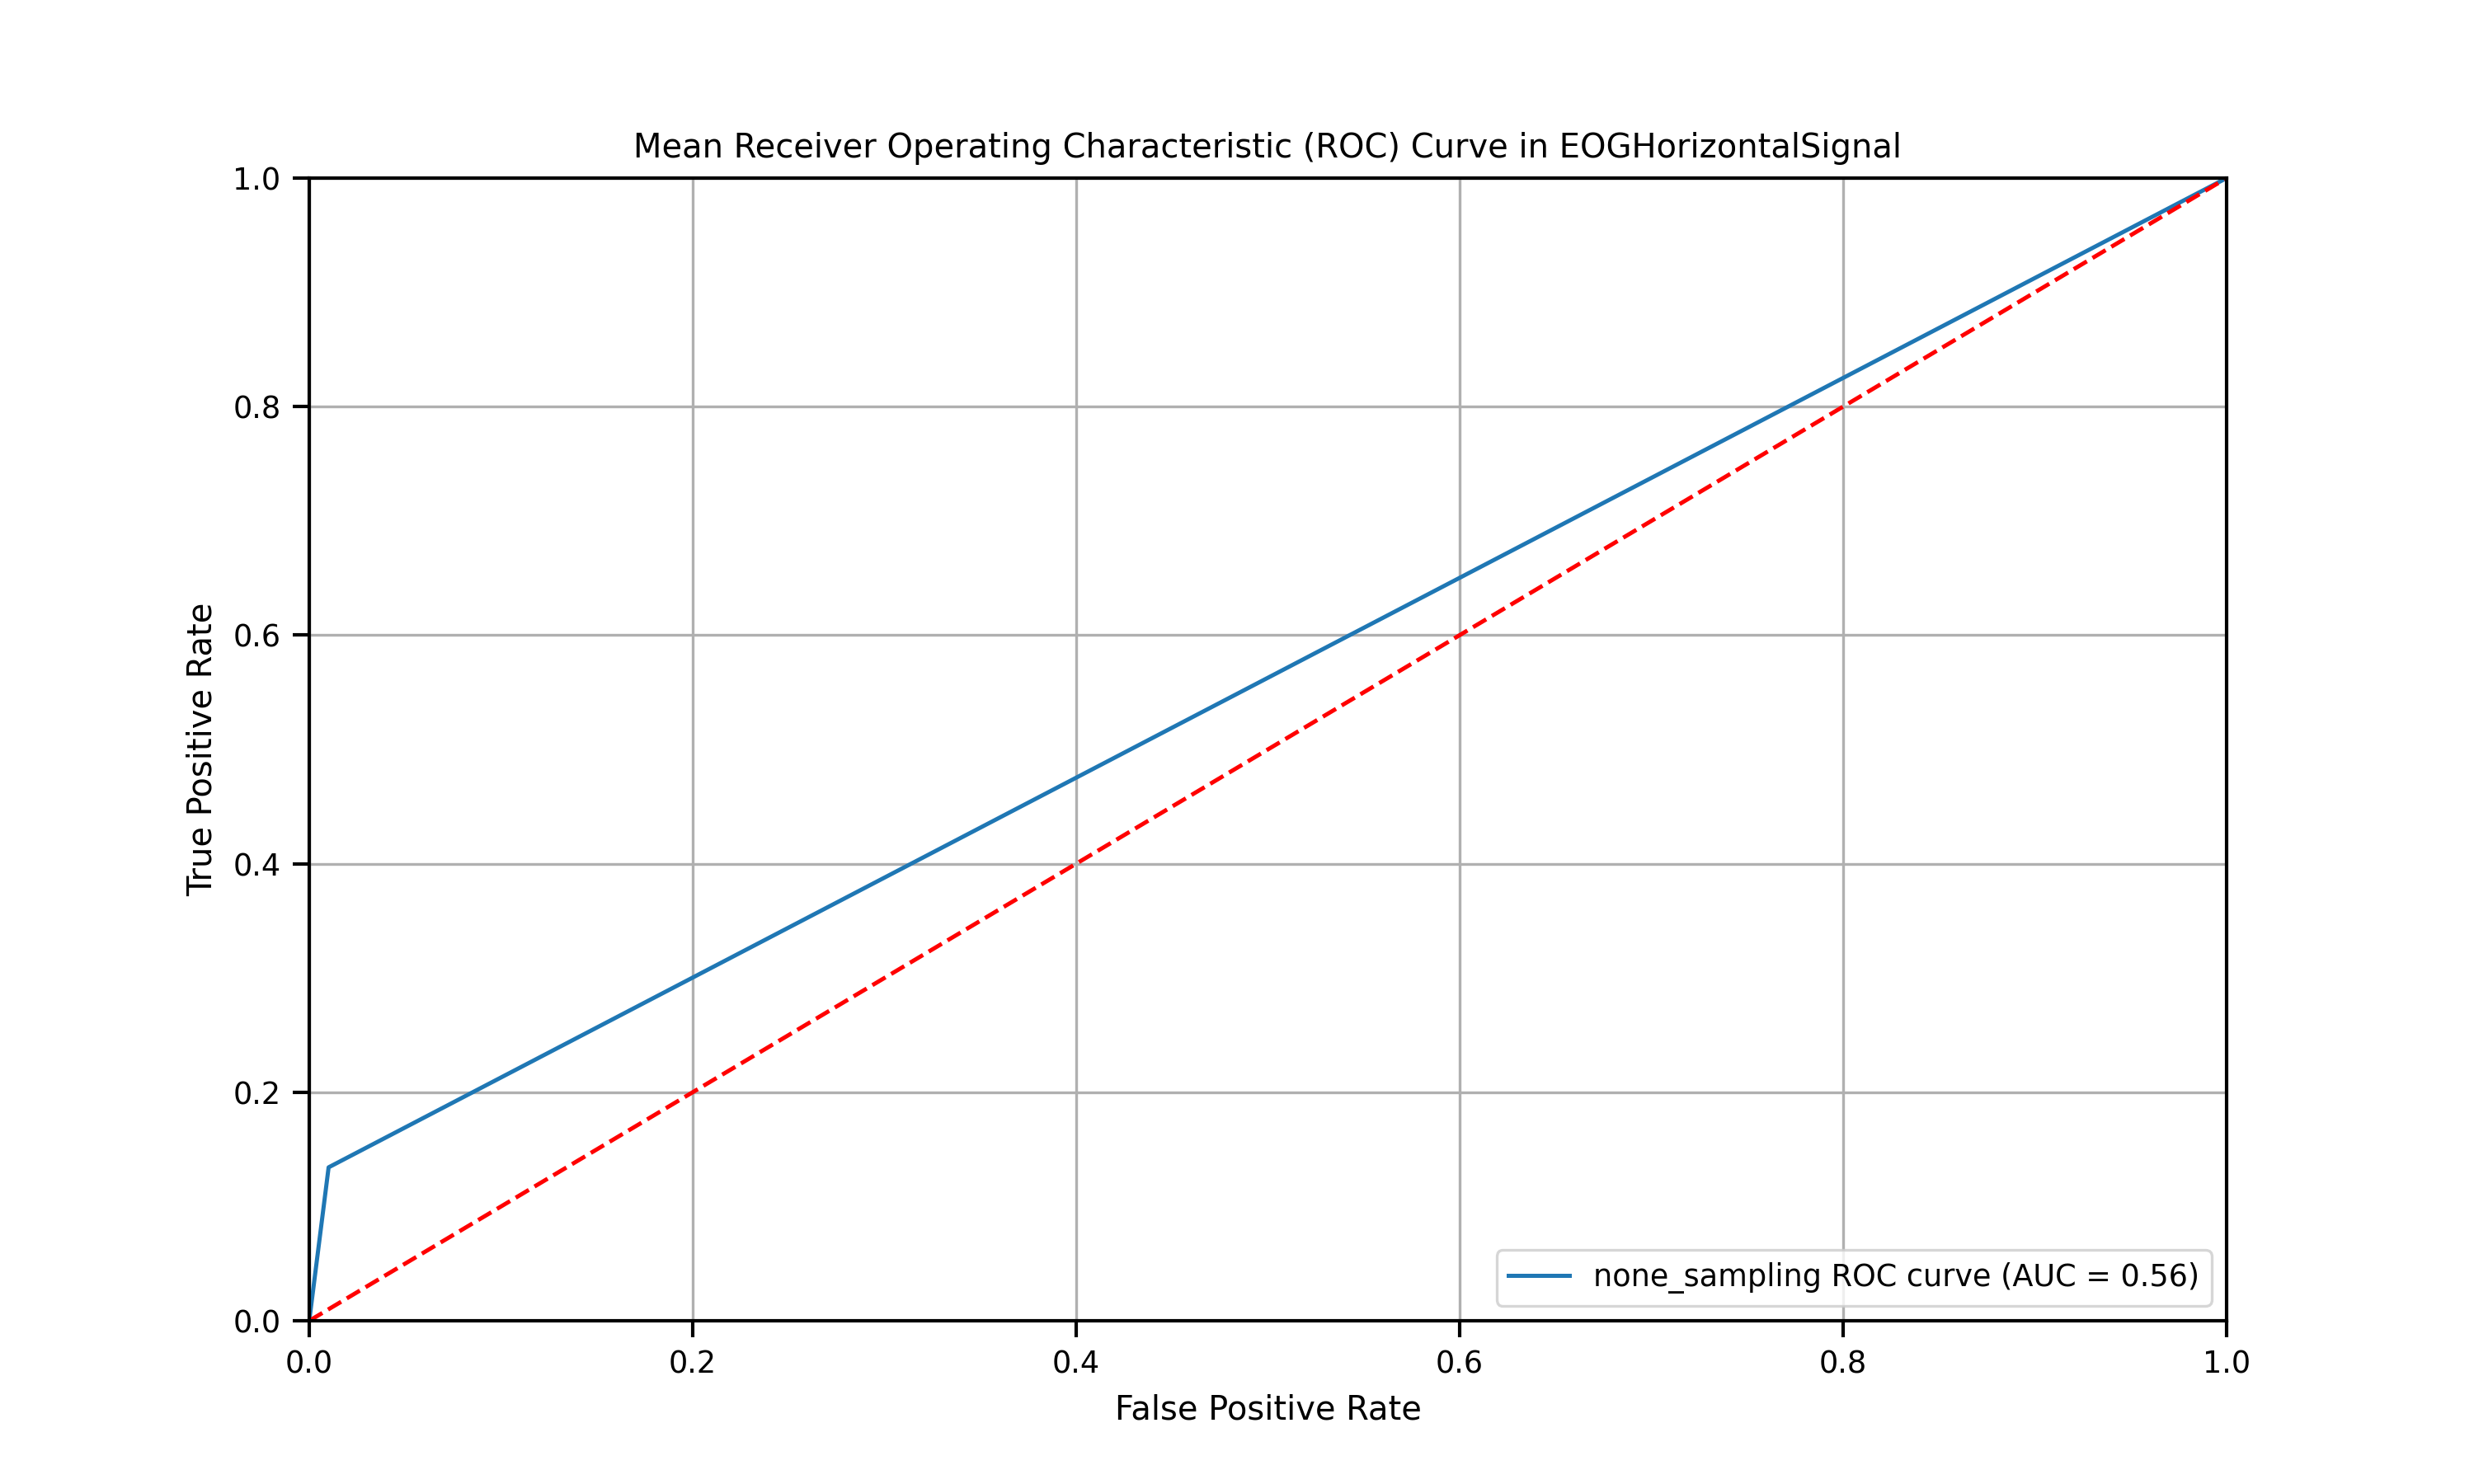 Mean Receiver Operating Characteristic (ROC) Curve in EOGHorizontalSignal
1.0
0.8
0.6
0.4
0.2
0.0
True Positive Rate
none_sampling ROC curve (AUC = 0.56)
0.0 0.2 0.4 0.6 0.8 1.0
False Positive Rate